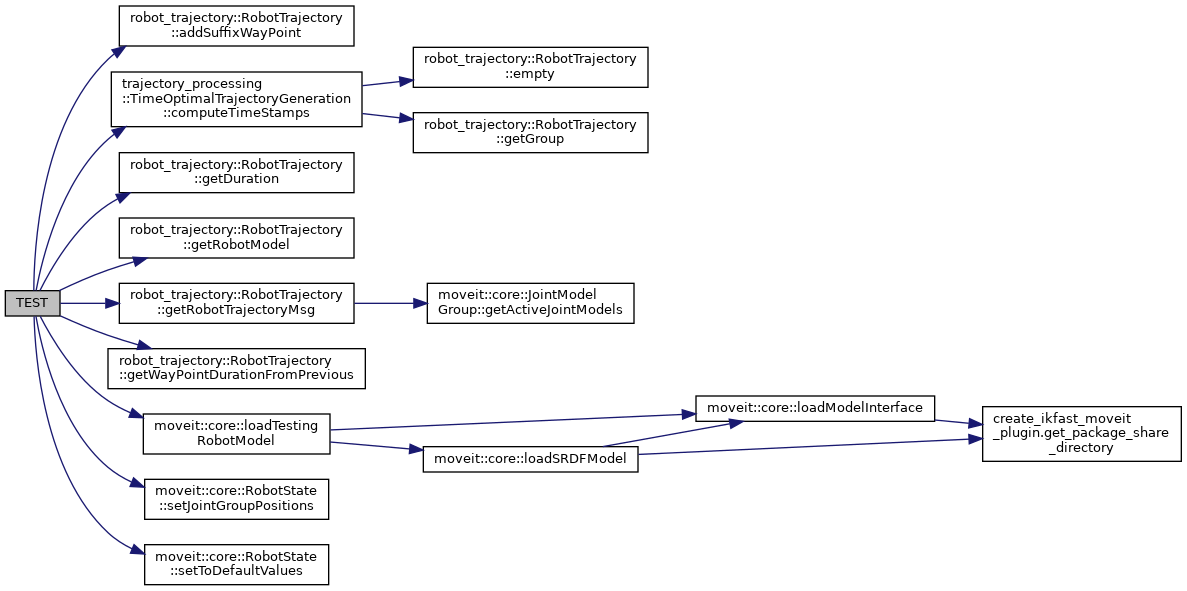 robot_trajectory::RobotTrajectory
::addSuffixWayPoint
trajectory_processing
::TimeOptimalTrajectoryGeneration
::computeTimeStamps
robot_trajectory::RobotTrajectory
::empty
robot_trajectory::RobotTrajectory
::getGroup
robot_trajectory::RobotTrajectory
::getDuration
robot_trajectory::RobotTrajectory
::getRobotModel
TEST
robot_trajectory::RobotTrajectory
::getRobotTrajectoryMsg
moveit::core::JointModel
Group::getActiveJointModels
robot_trajectory::RobotTrajectory
::getWayPointDurationFromPrevious
moveit::core::loadTesting
RobotModel
moveit::core::loadModelInterface
moveit::core::loadSRDFModel
create_ikfast_moveit
_plugin.get_package_share
_directory
moveit::core::RobotState
::setJointGroupPositions
moveit::core::RobotState
::setToDefaultValues